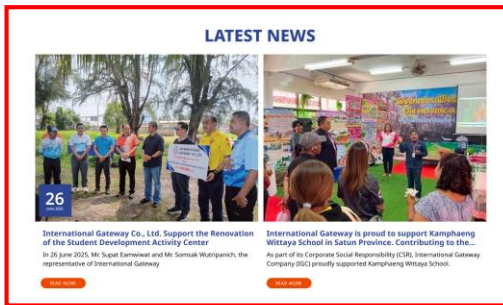 LATEST NEWS
26
June 2025
International Gateway Co., Ltd. Support the Renovation
of the Student Development Activity Center
In 26 June 2025, Mr. Supat Eamwiwat and Mr. Somsak Wutripanich, the
representative of International Gateway
READ MORE
International Gateway is proud to support Kamphaeng
Wittaya School in Satun Province. Contributing to the...
As part of its Corporate Social Responsibility (CSR), International Gateway
Company (IGC) proudly supported Kamphaeng Wittaya School.
READ MORE